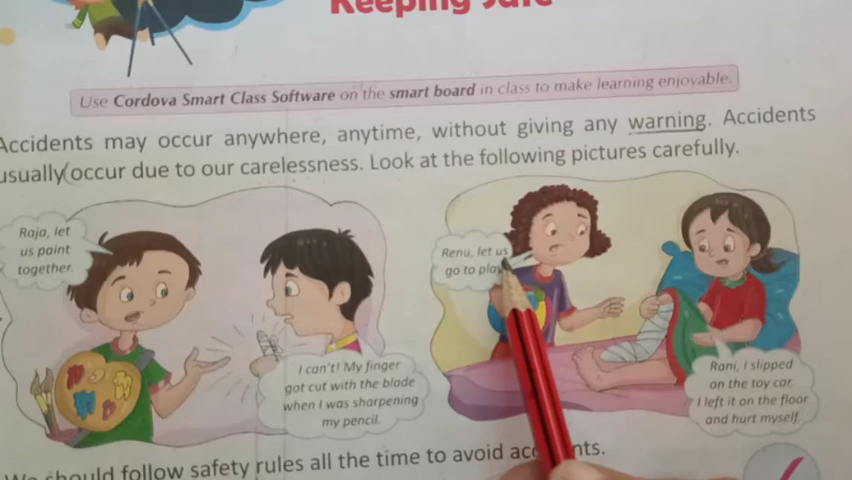 Keeping Safe
Use Cordova Smart Class Software on the smart board in class to make learning enjoyable.
Accidents may occur anywhere, anytime, without giving any warning. Accidents
usually occur due to our carelessness. Look at the following pictures carefully.
Raja, let
us paint
together.
I can't! My finger
got cut with the blade
when I was sharpening
my pencil.
Renu, let us
go to play
Rani, I slipped
on the toy car.
I left it on the floor
and hurt myself.
should follow safety rules all the time to avoid